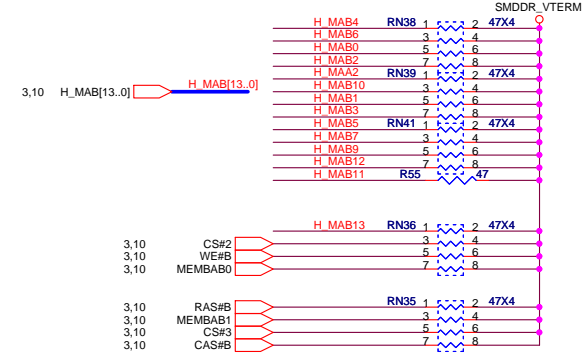 SMDDR_VTERM
H_MAB4 RN38 1 2 47X4
H_MAB6 3 4
H_MAB0 5 6
H_MAB2 7 8
H_MAA2 RN39 1 2 47X4
3,10 H_MAB[13..0] H_MAB[13..0]
H_MAB10 3 4
H_MAB1 5 6
H_MAB3 7 8
H_MAB5 RN41 1 2 47X4
H_MAB7 3 4
H_MAB9 5 6
H_MAB12 7 8
H_MAB11 R55 47
H_MAB13 RN36 1 2 47X4
3,10 CS#2 3 4
3,10 WE#B 5 6
3,10 MEMBAB0 7 8
3,10 RAS#B RN35 1 2 47X4
3,10 MEMBAB1 3 4
3,10 CS#3 5 6
3,10 CAS#B 7 8